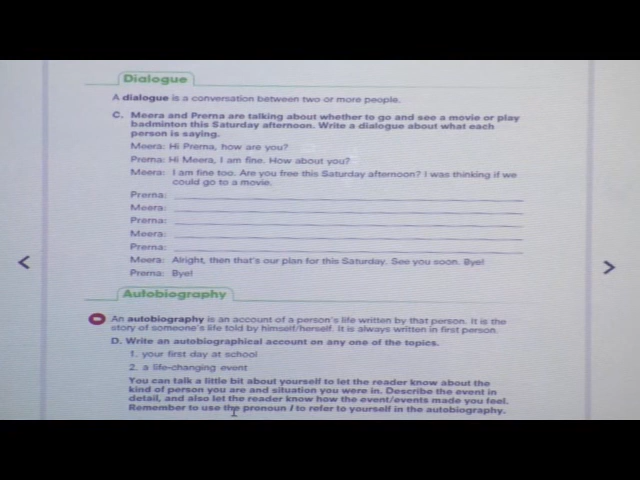 Dialogue
A dialogue is a conversation between two or more people.
C. Meera and Prerna are talking about whether to go and see a movie or play
badminton this Saturday afternoon. Write a dialogue about what each
person is saying.
Meera: Hi Prerna, how are you?
Prerna: Hi Meera, I am fine. How about you?
Meera: I am fine too. Are you free this Saturday afternoon? I was thinking if we
could go to a movie.
Prerna:
Meera:
Prerna:
Meera:
Prerna:
Meera: Alright, then that's our plan for this Saturday. See you soon. Bye!
Prerna: Bye!
Autobiography
An autobiography is an account of a person's life written by that person. It is the
story of someone's life told by himself/herself. It is always written in first person.
D. Write an autobiographical account on any one of the topics.
1. your first day at school
2. a life-changing event
You can talk a little bit about yourself to let the reader know about the
kind of person you are and situation you were in. Describe the event in
detail, and also let the reader know how the event/events made you feel.
Remember to use the pronoun I to refer to yourself in the autobiography.